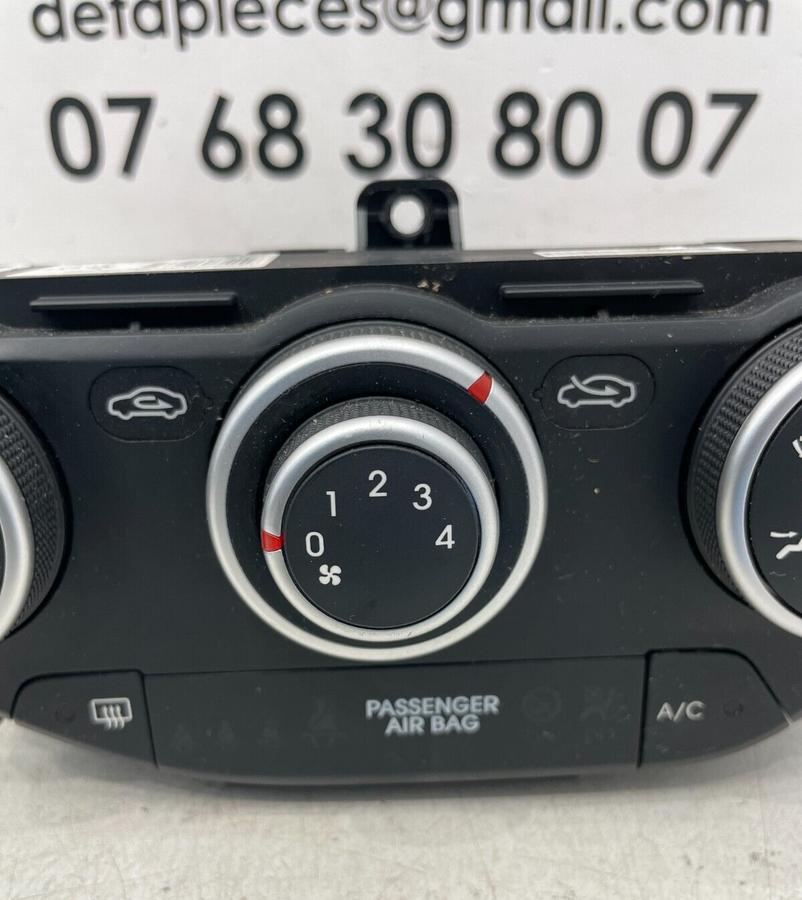 defapieces@gmail.com
07 68 30 80 07
0 1 2 3 4
PASSENGER
AIR BAG
A/C